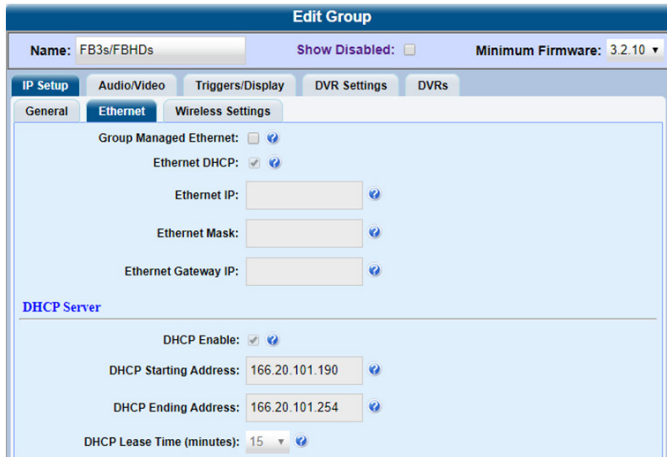 Edit Group
Name: FB3s/FBHDs Show Disabled: Minimum Firmware: 3.2.10
IP Setup Audio/Video Triggers/Display DVR Settings DVRs
General Ethernet Wireless Settings
Group Managed Ethernet: ?
Ethernet DHCP: ?
Ethernet IP: ?
Ethernet Mask: ?
Ethernet Gateway IP: ?
DHCP Server
DHCP Enable: ?
DHCP Starting Address: 166.20.101.190 ?
DHCP Ending Address: 166.20.101.254 ?
DHCP Lease Time (minutes): 15 ?